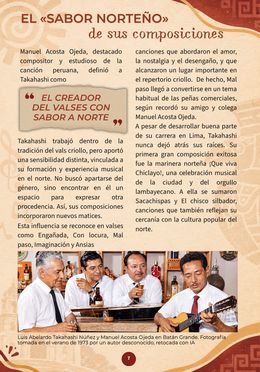 EL «SABOR NORTEÑO»
de sus composiciones
Manuel Acosta Ojeda, destacado
compositor y estudioso de la
canción peruana, definió a
Takahashi como
EL CREADOR
DEL VALSES CON
SABOR A NORTE
Takahashi trabajó dentro de la
tradición del vals criollo, pero aportó
una sensibilidad distinta, vinculada a
su formación y experiencia musical
en el norte. No buscó apartarse del
género, sino encontrar en él un
espacio para expresar otra
procedencia. Así, sus composiciones
incorporaron nuevos matices.
Esta influencia se reconoce en valses
como Engañada, Con locura, Mal
paso, Imaginación y Ansias
canciones que abordaron el amor,
la nostalgia y el desengaño, y que
alcanzaron un lugar importante en
el repertorio criollo. De hecho, Mal
paso llegó a convertirse en un tema
habitual de las peñas comerciales,
según recordó su amigo y colega
Manuel Acosta Ojeda.
A pesar de desarrollar buena parte
de su carrera en Lima, Takahashi
nunca dejó atrás sus raíces. Su
primera gran composición exitosa
fue la marinera norteña ¡Que viva
Chiclayo!, una celebración musical
de la ciudad y del orgullo
lambayecano. A ella se sumaron
Sacachispas y El chisco silbador,
canciones que también reflejan su
cercanía con la cultura popular del
norte.
Luis Abelardo Takahashi Núñez y Manuel Acosta Ojeda en Batán Grande. Fotografía
tomada en el verano de 1973 por un autor desconocido, retocada con IA
7